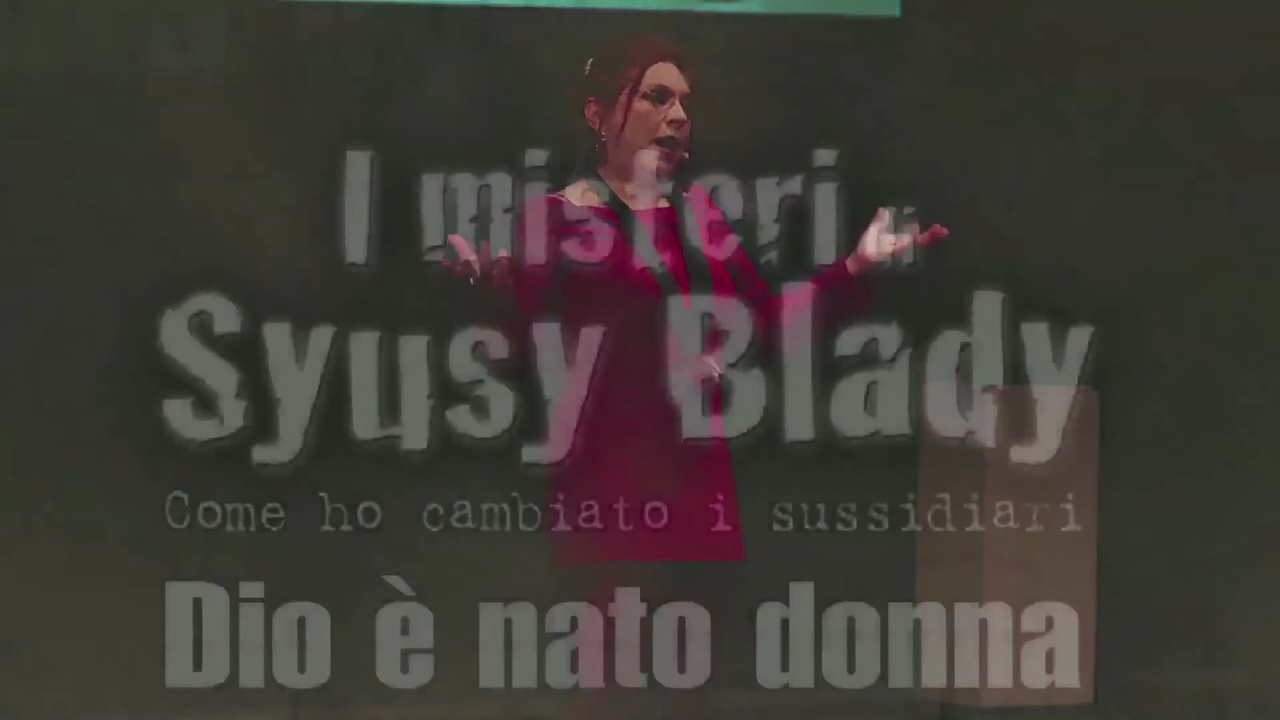 I misteri di
Syusy Blady
Come ho cambiato i sussidiari
Dio è nato donna